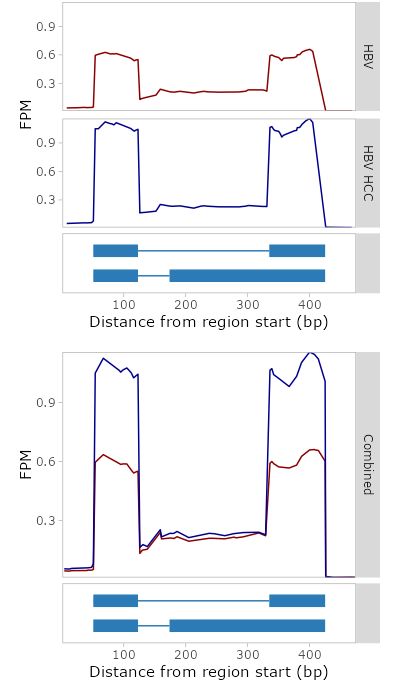 0.9
0.6
0.3
HBV
FPM
0.9
0.6
0.3
HBV HCC
100 200 300 400
Distance from region start (bp)
0.9
0.6
0.3
FPM
Combined
100 200 300 400
Distance from region start (bp)